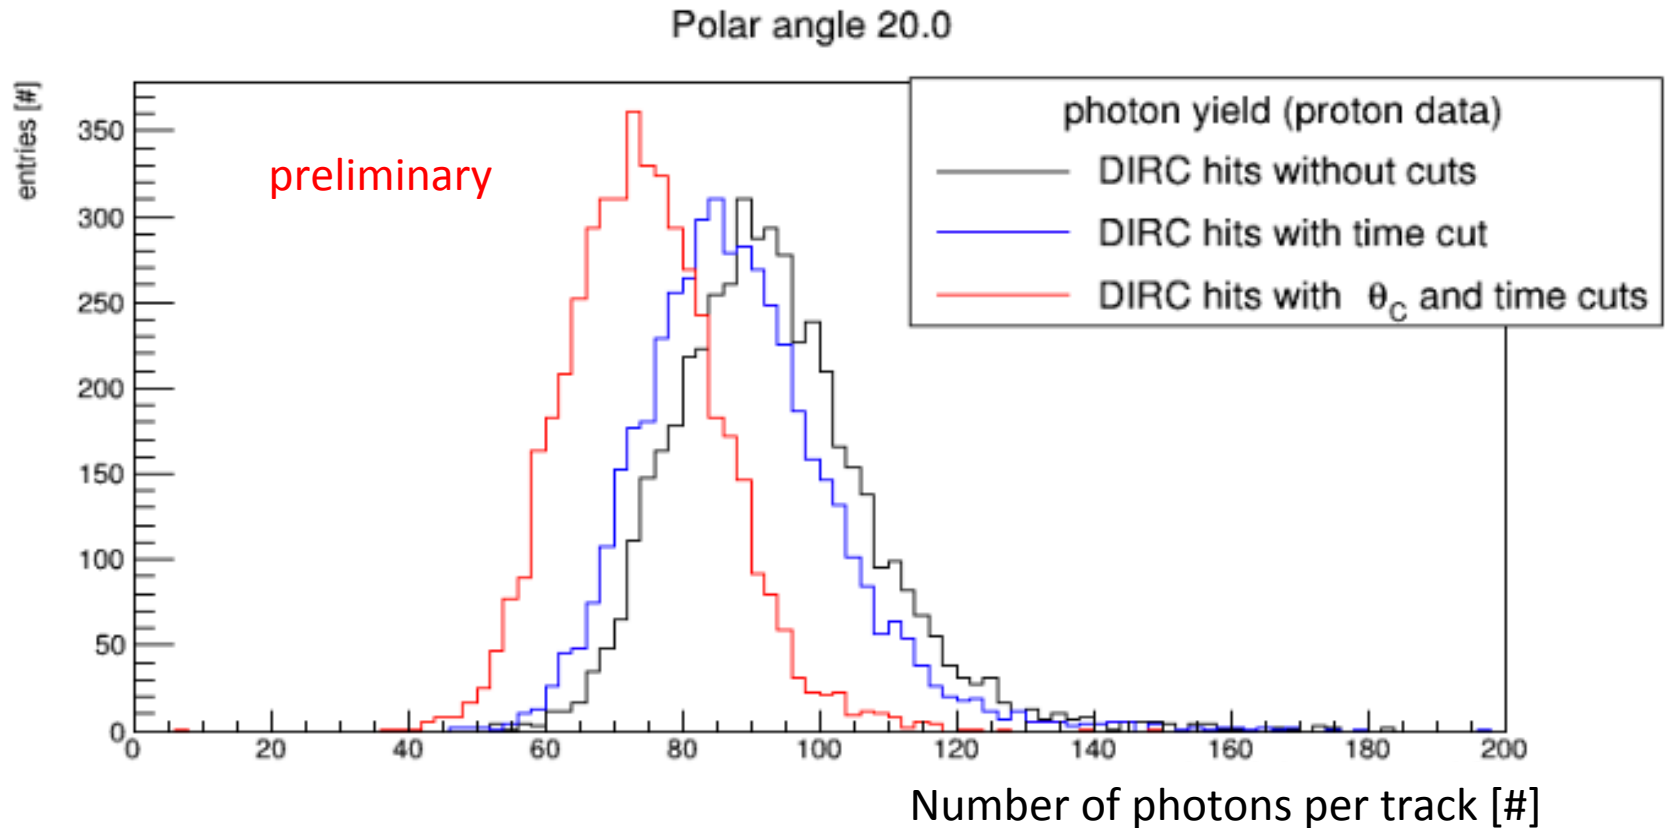 Polar angle 20.0
entries [#]
350
300
250
200
150
100
50
0
preliminary
photon yield (proton data)
DIRC hits without cuts
DIRC hits with time cut
DIRC hits with θC and time cuts
0 20 40 60 80 100 120 140 160 180 200
Number of photons per track [#]